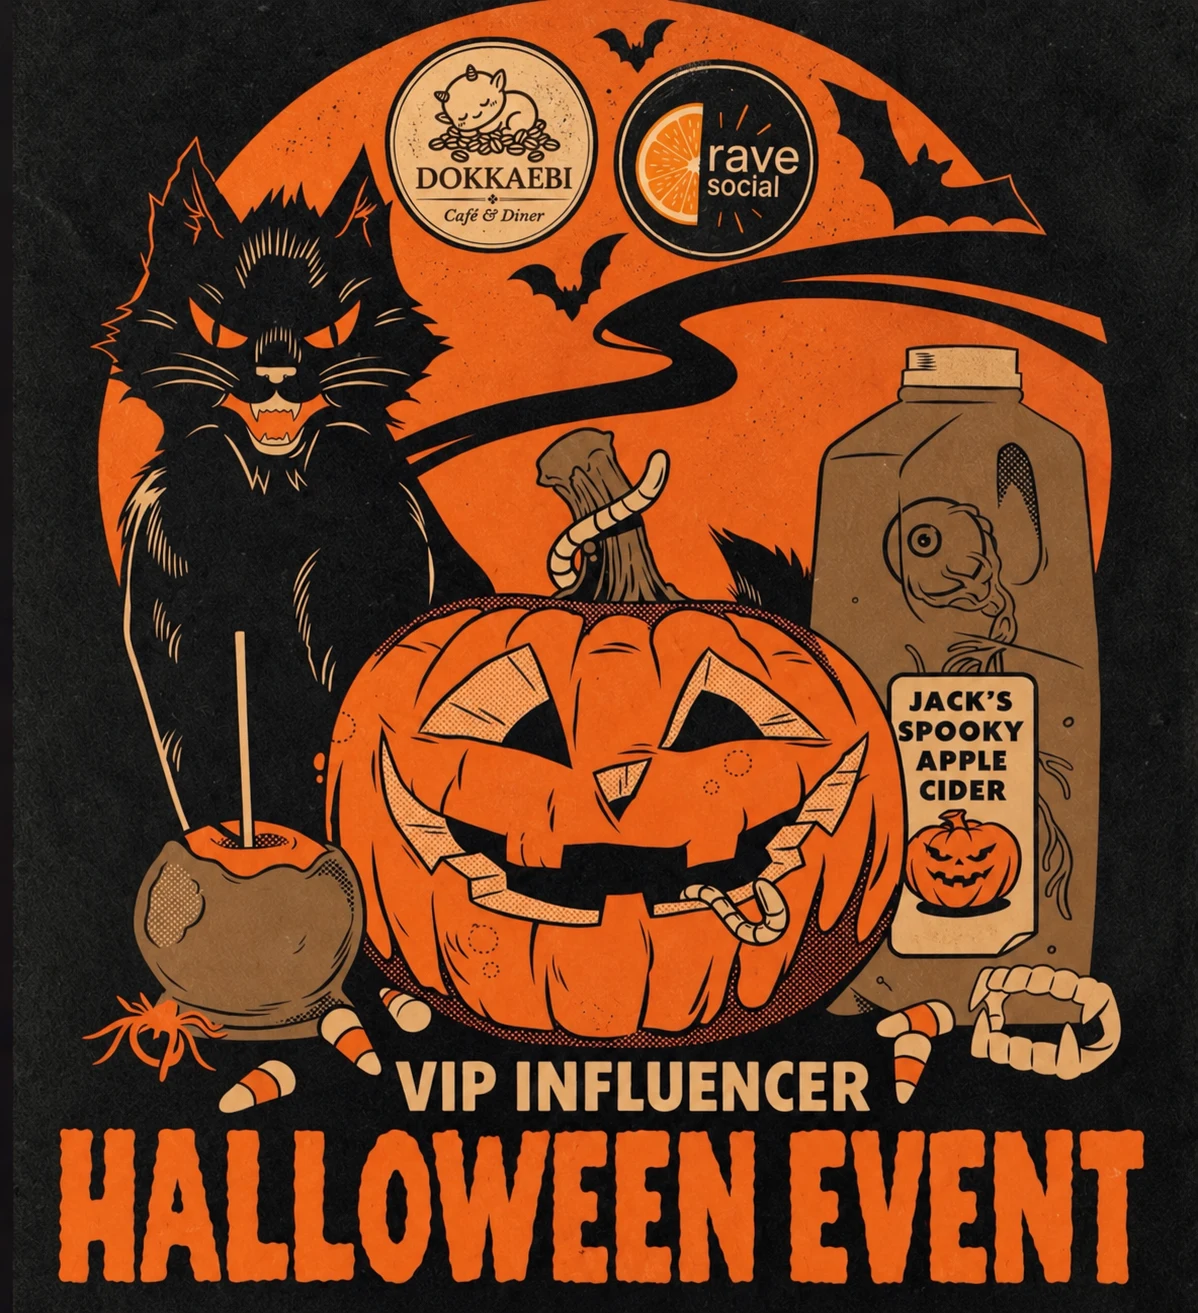 DOKKAEBI
Café & Diner
rave
social
JACK'S
SPOOKY
APPLE
CIDER
VIP INFLUENCER
HALLOWEEN EVENT